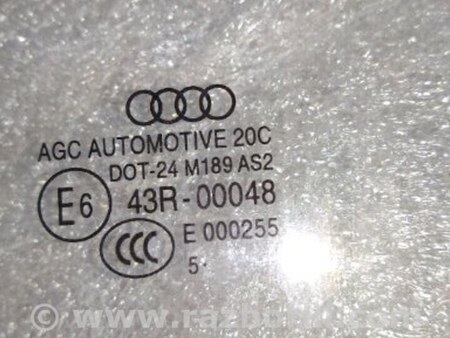 AGC AUTOMOTIVE 20C
DOT-24 M189 AS2
E6 43R-00048
CCC E 000255
5·